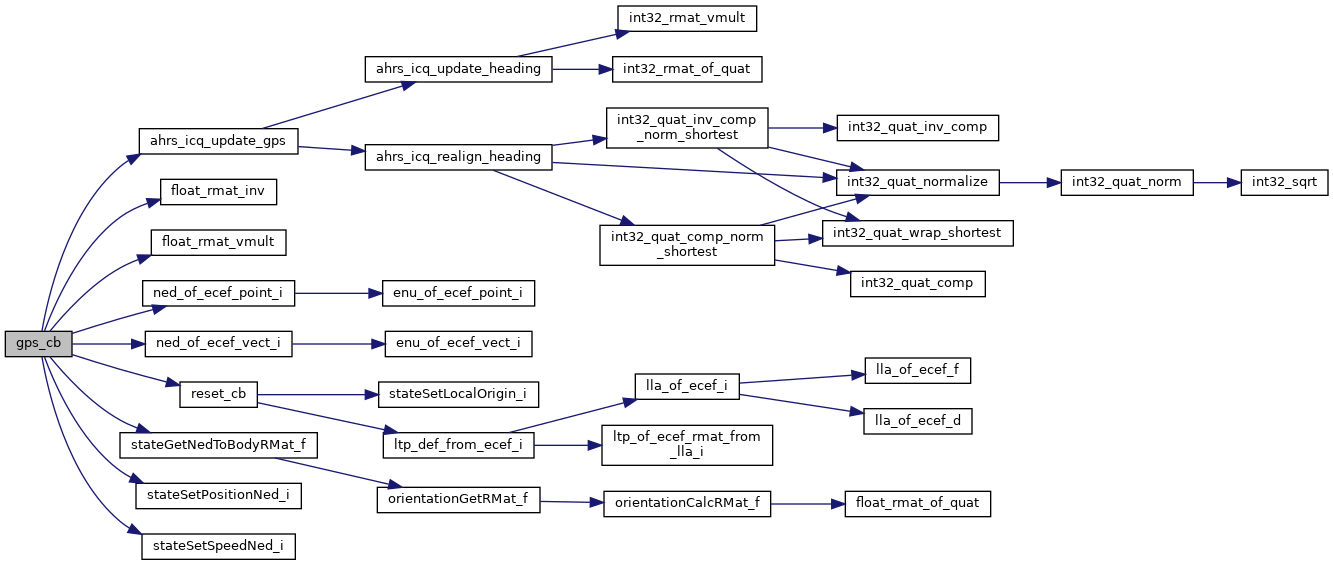 gps_cb
ahrs_icq_update_gps
ahrs_icq_update_heading
int32_rmat_vmult
int32_rmat_of_quat
ahrs_icq_realign_heading
int32_quat_inv_comp
_norm_shortest
int32_quat_inv_comp
int32_quat_normalize
int32_quat_norm
int32_sqrt
int32_quat_wrap_shortest
int32_quat_comp_norm
_shortest
int32_quat_comp
float_rmat_inv
float_rmat_vmult
ned_of_ecef_point_i
enu_of_ecef_point_i
ned_of_ecef_vect_i
enu_of_ecef_vect_i
reset_cb
stateSetLocalOrigin_i
ltp_def_from_ecef_i
lla_of_ecef_i
lla_of_ecef_f
lla_of_ecef_d
ltp_of_ecef_rmat_from
_lla_i
stateGetNedToBodyRMat_f
orientationGetRMat_f
orientationCalcRMat_f
float_rmat_of_quat
stateSetPositionNed_i
stateSetSpeedNed_i